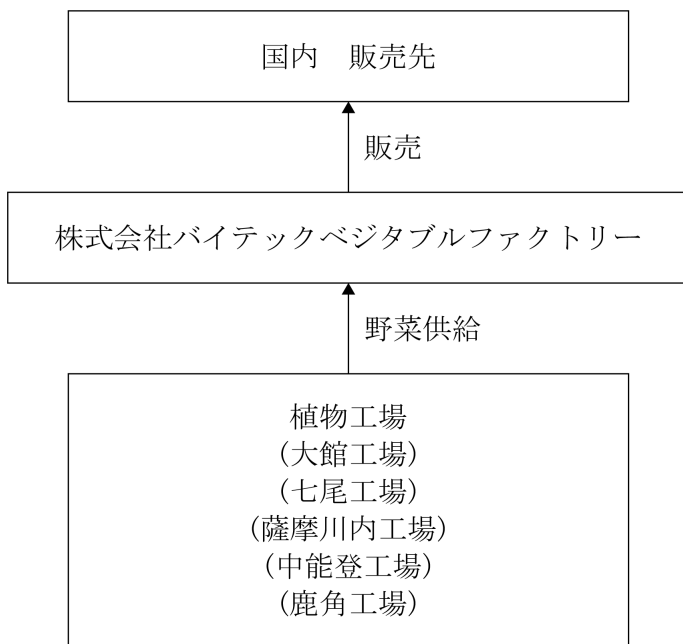 国内　販売先
販売
株式会社バイテックベジタブルファクトリー
野菜供給
植物工場
(大館工場)
(七尾工場)
(薩摩川内工場)
(中能登工場)
(鹿角工場)